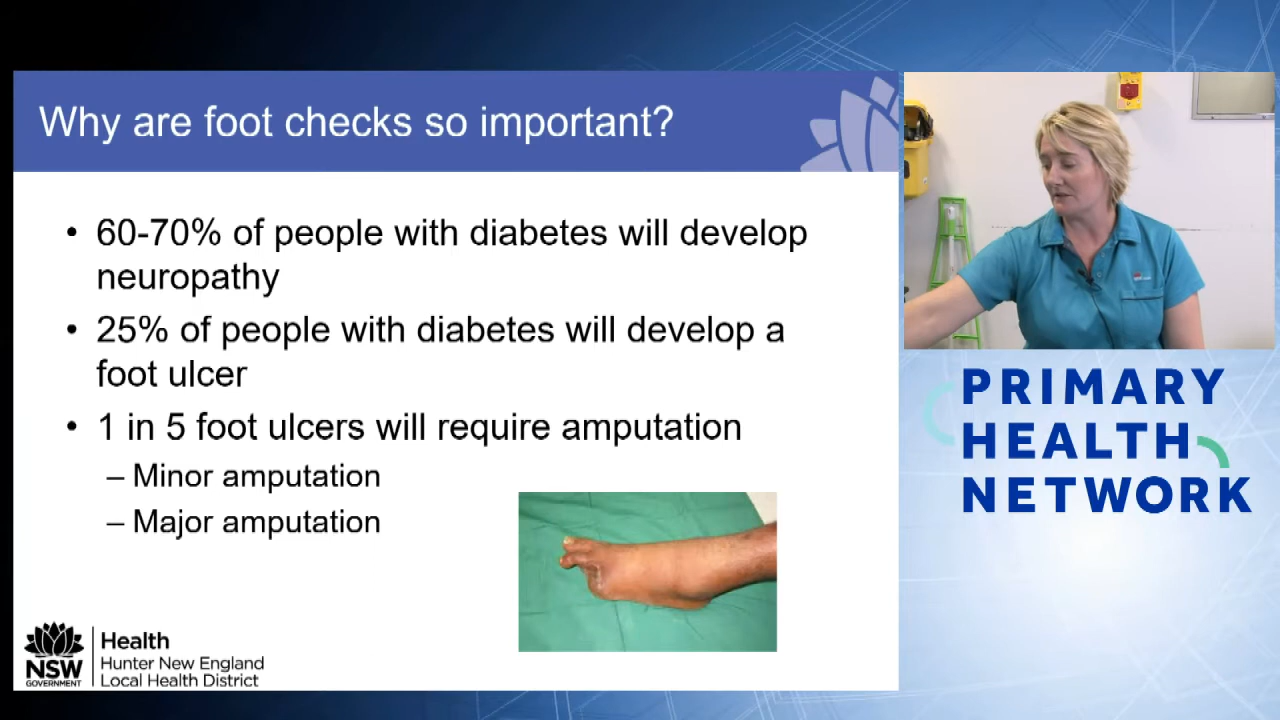 Why are foot checks so important?
• 60-70% of people with diabetes will develop
neuropathy
• 25% of people with diabetes will develop a
foot ulcer
• 1 in 5 foot ulcers will require amputation
– Minor amputation
– Major amputation
NSW
GOVERNMENT
Health
Hunter New England
Local Health District
PRIMARY
HEALTH
NETWORK